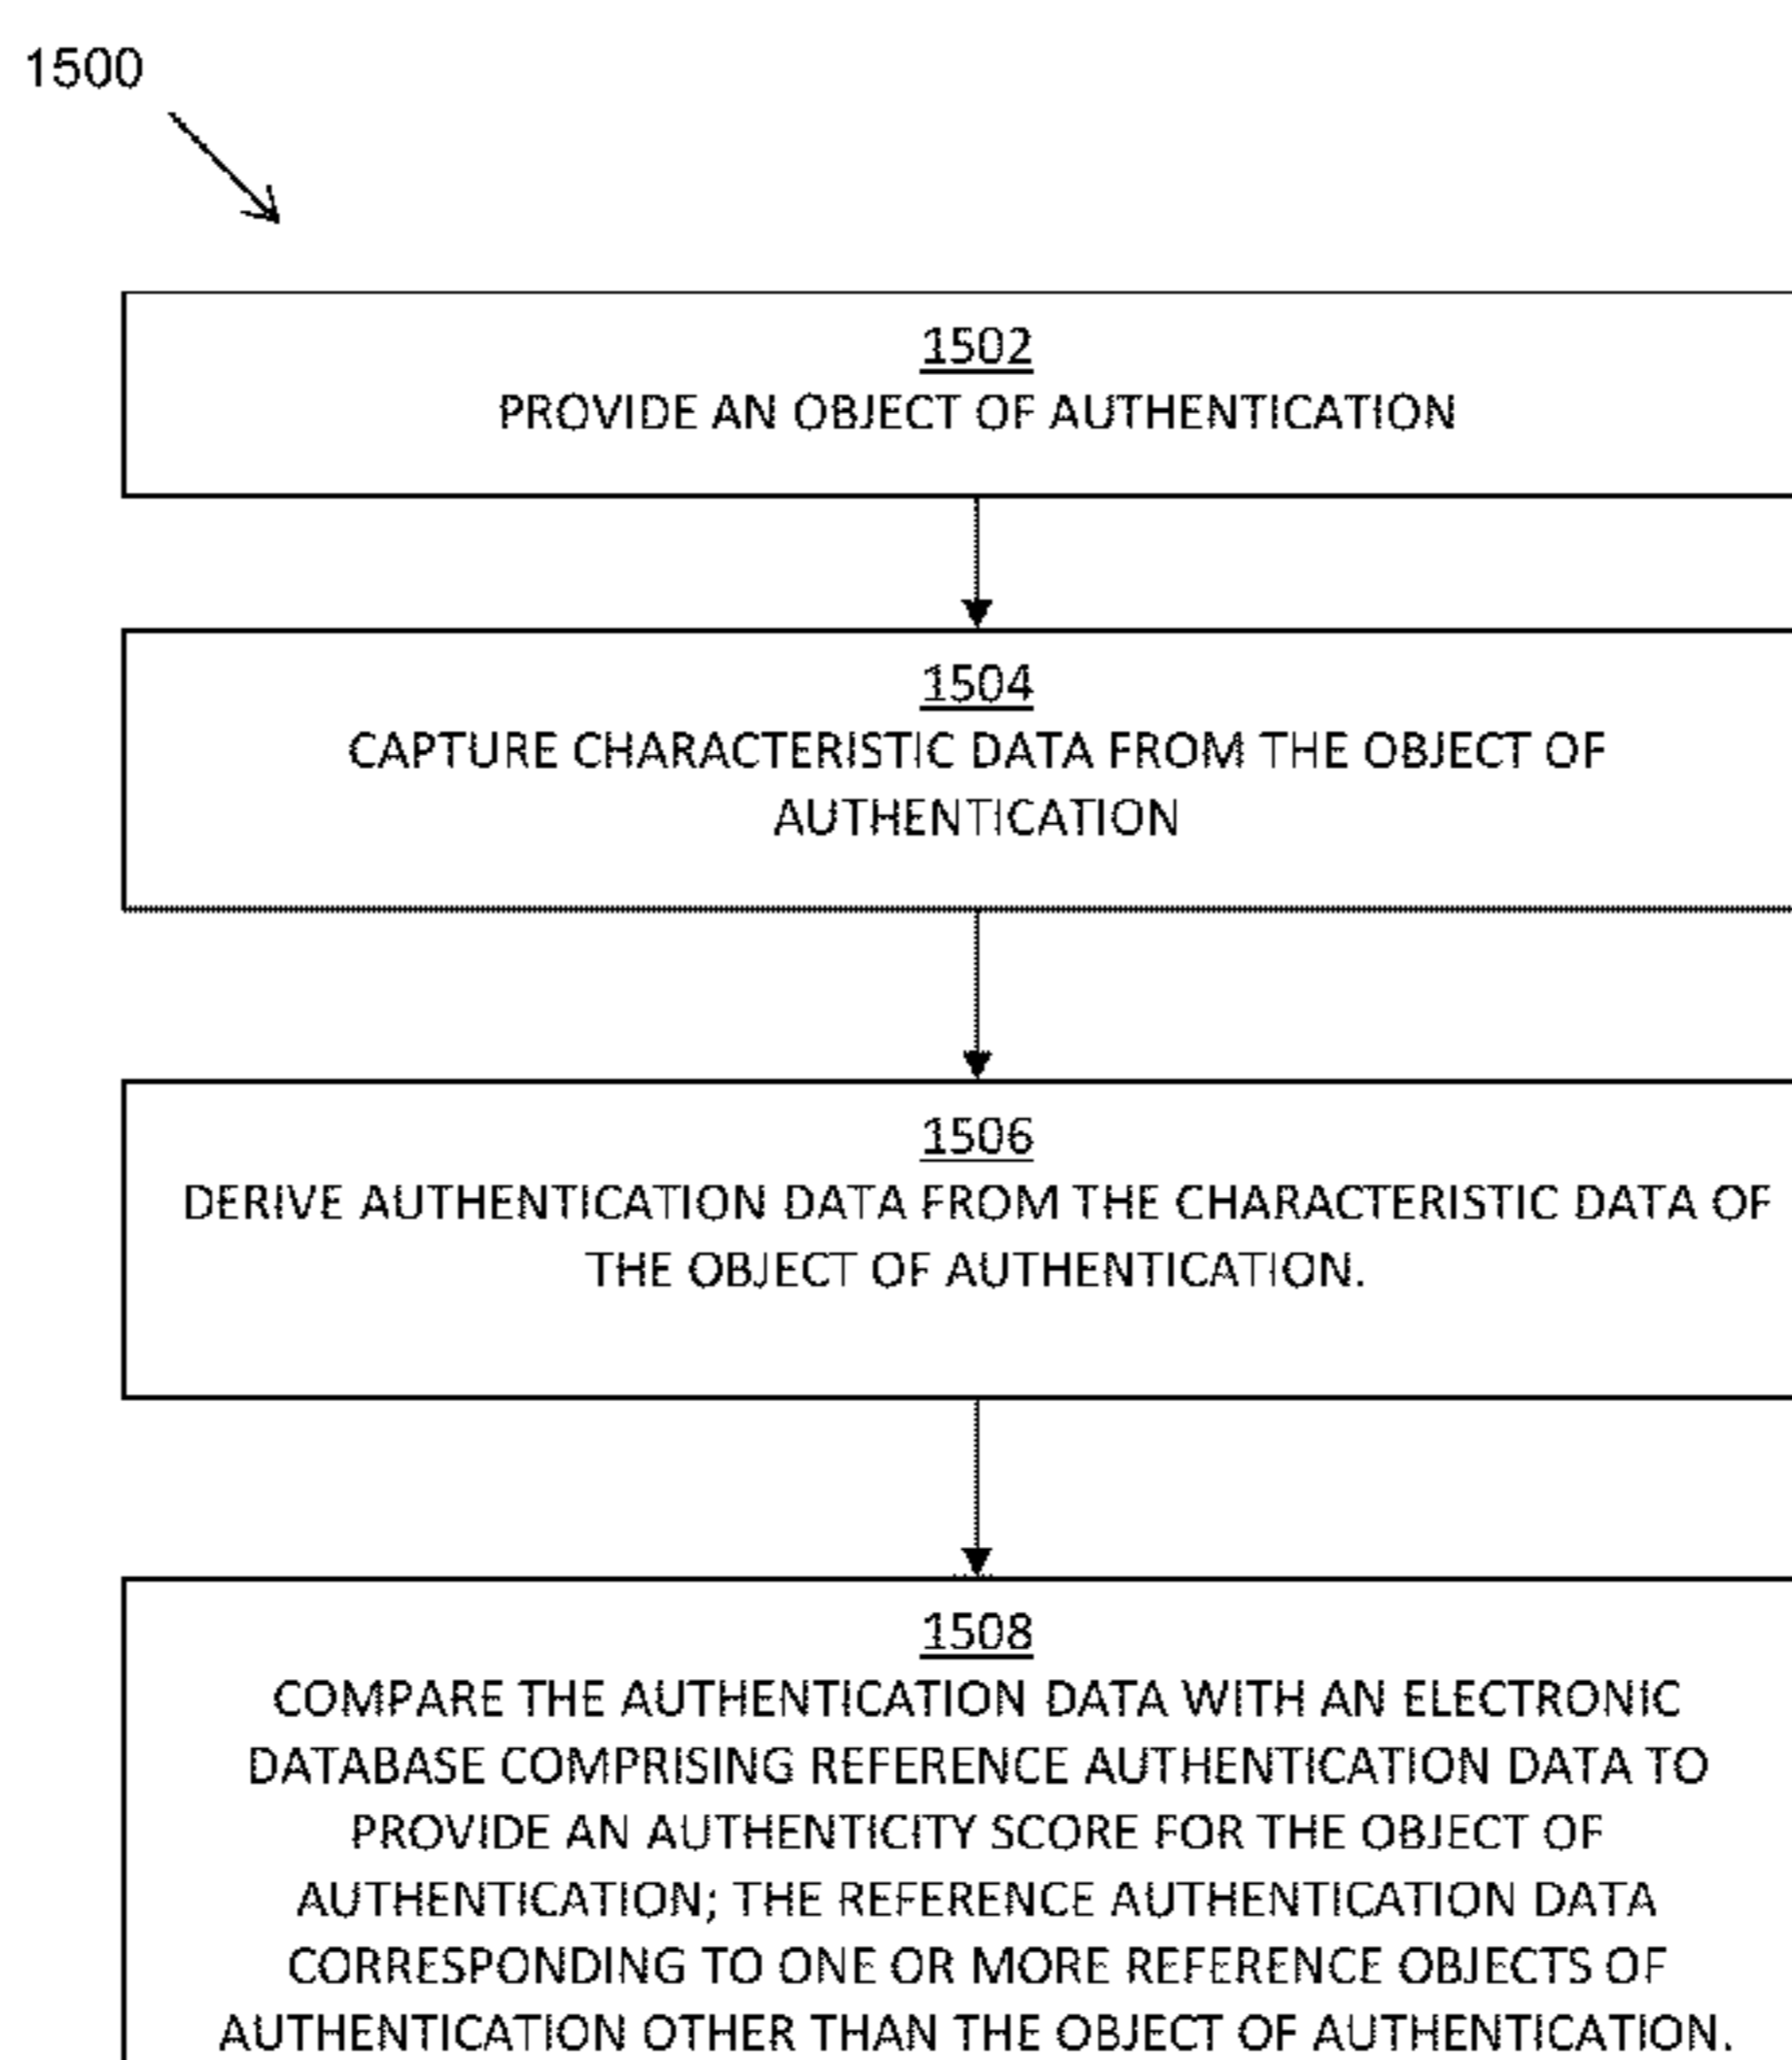 1500
1502
PROVIDE AN OBJECT OF AUTHENTICATION
1504
CAPTURE CHARACTERISTIC DATA FROM THE OBJECT OF
AUTHENTICATION
1506
DERIVE AUTHENTICATION DATA FROM THE CHARACTERISTIC DATA OF
THE OBJECT OF AUTHENTICATION.
1508
COMPARE THE AUTHENTICATION DATA WITH AN ELECTRONIC
DATABASE COMPRISING REFERENCE AUTHENTICATION DATA TO
PROVIDE AN AUTHENTICITY SCORE FOR THE OBJECT OF
AUTHENTICATION; THE REFERENCE AUTHENTICATION DATA
CORRESPONDING TO ONE OR MORE REFERENCE OBJECTS OF
AUTHENTICATION OTHER THAN THE OBJECT OF AUTHENTICATION.